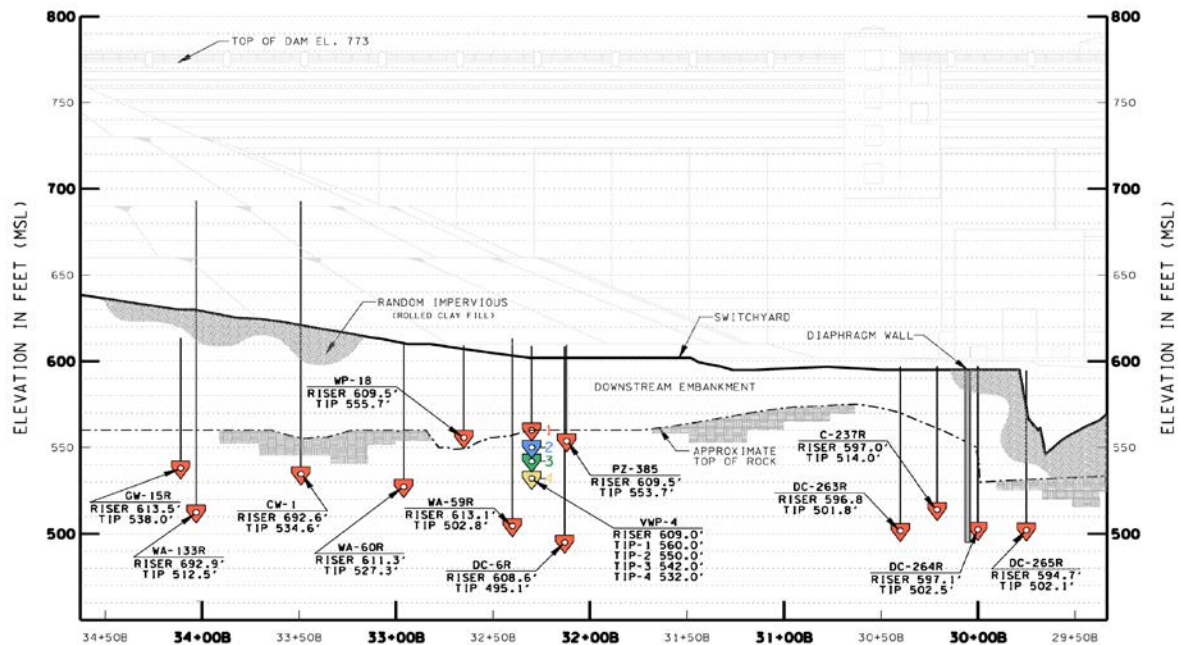 800
800
TOP OF DAM EL. 773
750
750
700
700
ELEVATION IN FEET (MSL)
ELEVATION IN FEET (MSL)
650
650
RANDOM IMPERVIOUS
(ROLLED CLAY FILL)
SWITCHYARD
DIAPHRAGM WALL
600
600
WP-18
RISER 609.5'
TIP 555.7'
DOWNSTREAM EMBANKMENT
1
2
3
4
550
550
APPROXIMATE
TOP OF ROCK
C-237R
RISER 597.0'
TIP 514.0'
PZ-385
RISER 609.5'
TIP 553.7'
DC-263R
RISER 596.8
TIP 501.8'
GW-15R
RISER 613.5'
TIP 538.0'
CW-1
RISER 692.6'
TIP 534.6'
WA-59R
RISER 613.1'
TIP 502.8'
VWP-4
RISER 609.0'
TIP-1 560.0'
TIP-2 550.0'
TIP-3 542.0'
TIP-4 532.0'
500
500
WA-133R
RISER 692.9'
TIP 512.5'
WA-60R
RISER 611.3'
TIP 527.3'
DC-6R
RISER 608.6'
TIP 495.1'
DC-264R
RISER 597.1'
TIP 502.5'
DC-265R
RISER 594.7'
TIP 502.1'
34+50B
34+00B
33+50B
33+00B
32+50B
32+00B
31+50B
31+00B
30+50B
30+00B
29+50B